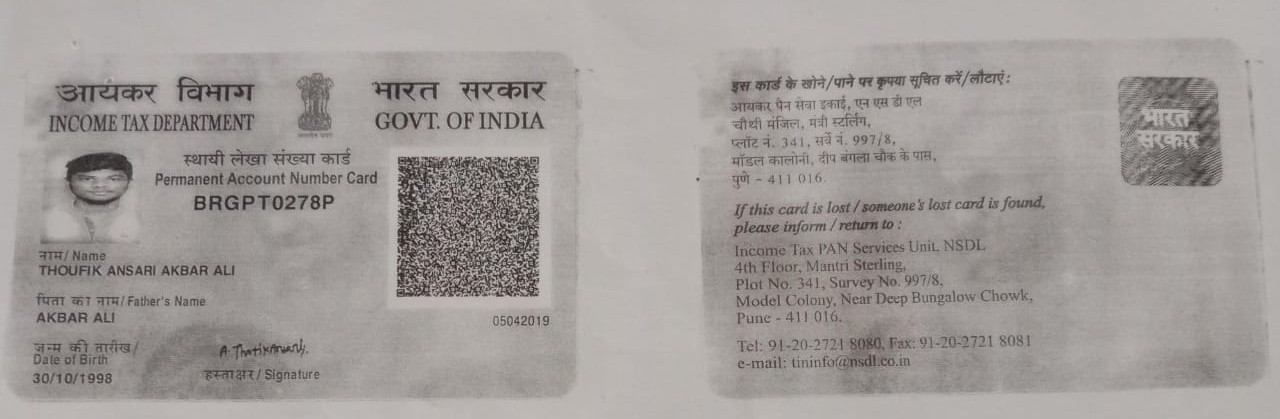 आयकर विभाग
INCOME TAX DEPARTMENT
भारत सरकार
GOVT. OF INDIA
स्थायी लेखा संख्या कार्ड
Permanent Account Number Card
BRGPT0278P
नाम / Name
THOUFIK ANSARI AKBAR ALI
पिता का नाम / Father's Name
AKBAR ALI
जन्म की तारीख /
Date of Birth
30/10/1998
हस्ताक्षर / Signature
05042019
इस कार्ड के खोने/पाने पर कृपया सूचित करें/लौटाएं:
आयकर पैन सेवा इकाई, एन एस डी एल
चौथी मंजिल, मंत्री स्टर्लिंग,
प्लॉट नं. 341, सर्वे नं. 997/8,
मॉडल कालोनी, दीप बंगला चौक के पास,
पुणे - 411 016.
If this card is lost / someone's lost card is found,
please inform / return to :
Income Tax PAN Services Unit, NSDL
4th Floor, Mantri Sterling,
Plot No. 341, Survey No. 997/8,
Model Colony, Near Deep Bungalow Chowk,
Pune - 411 016.
Tel: 91-20-2721 8080, Fax: 91-20-2721 8081
e-mail: tininfo@nsdl.co.in
भारत
सरकार